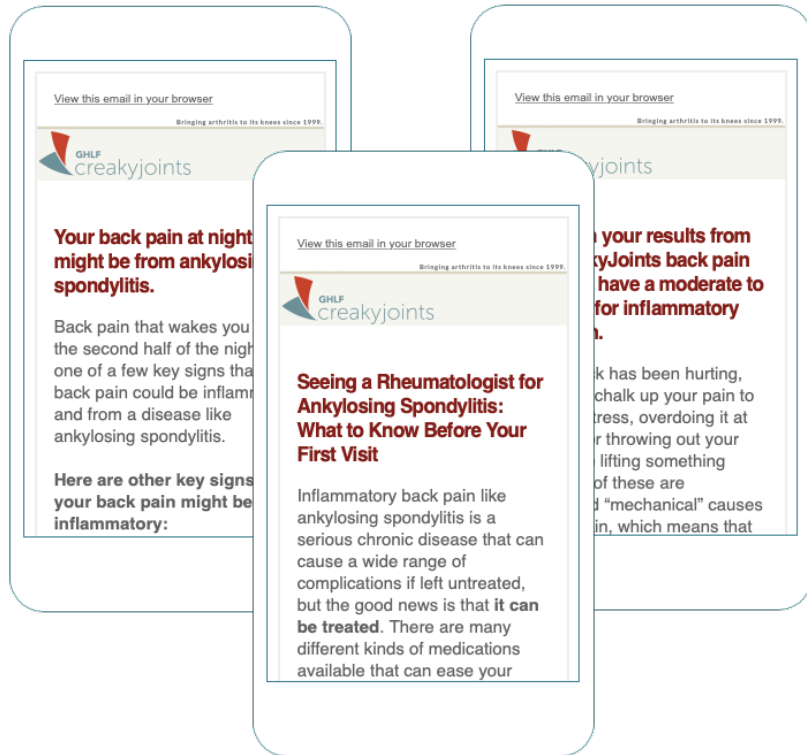 View this email in your browser
Bringing arthritis to its knees since 1999.
GHLF
creakyjoints
Your back pain at night
might be from ankylosi
spondylitis.
Back pain that wakes you
the second half of the nigh
one of a few key signs tha
back pain could be inflamm
and from a disease like
ankylosing spondylitis.
Here are other key signs
your back pain might be
inflammatory:
View this email in your browser
Bringing arthritis to its knees since 1999.
GHLF
creakyjoints
Seeing a Rheumatologist for
Ankylosing Spondylitis:
What to Know Before Your
First Visit
Inflammatory back pain like
ankylosing spondylitis is a
serious chronic disease that can
cause a wide range of
complications if left untreated,
but the good news is that it can
be treated. There are many
different kinds of medications
available that can ease your
View this email in your browser
Bringing arthritis to its knees since 1999.
yjoints
your results from
kyJoints back pain
have a moderate to
for inflammatory
n.
k has been hurting,
chalk up your pain to
tress, overdoing it at
r throwing out your
lifting something
of these are
d “mechanical” causes
in, which means that